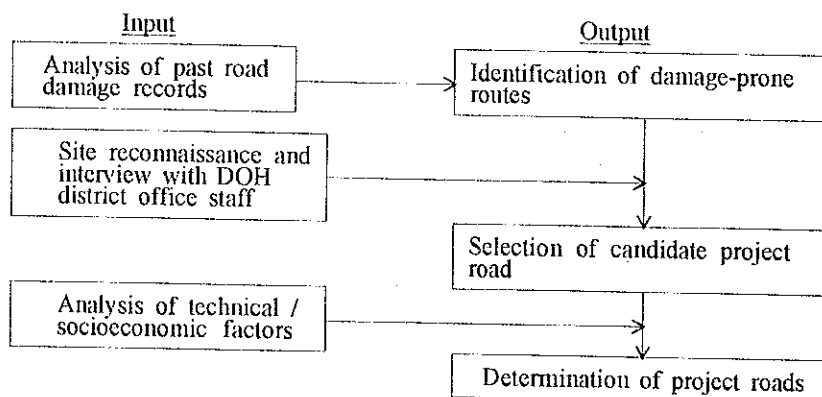 Input
Output
Analysis of past road
damage records
Identification of damage-prone
routes
Site reconnaissance and
interview with DOH
district office staff
Selection of candidate project
road
Analysis of technical /
socioeconomic factors
Determination of project roads